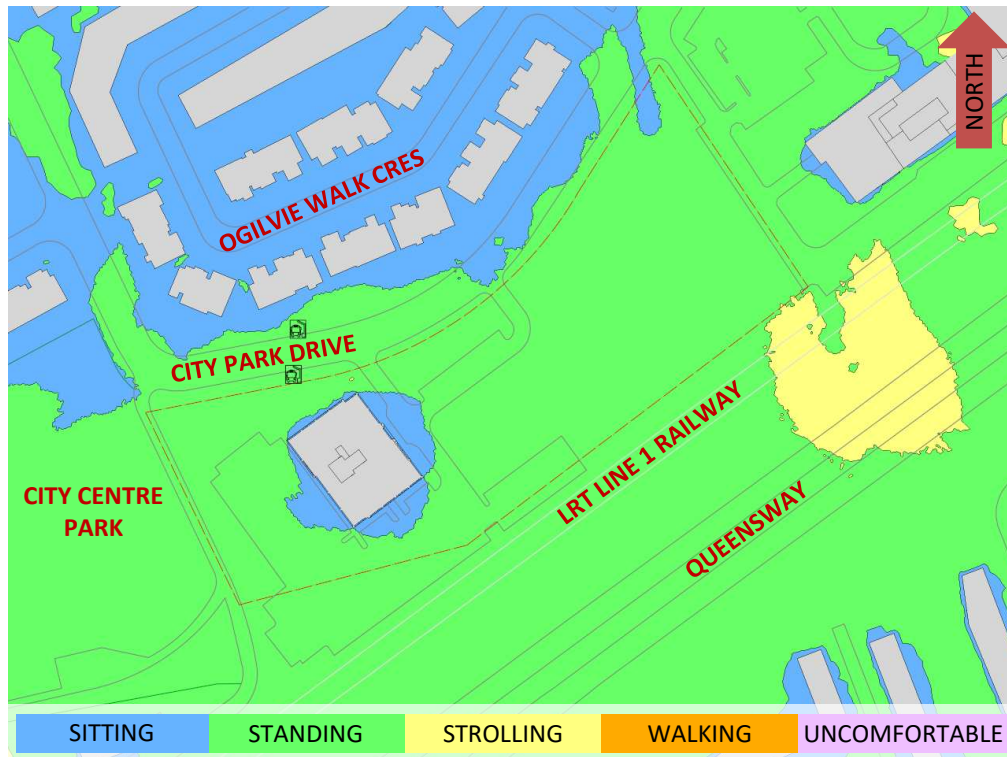 NORTH
OGILVIE WALK CRES
CITY PARK DRIVE
CITY CENTRE
PARK
LRT LINE 1 RAILWAY
QUEENSWAY
SITTING
STANDING
STROLLING
WALKING
UNCOMFORTABLE